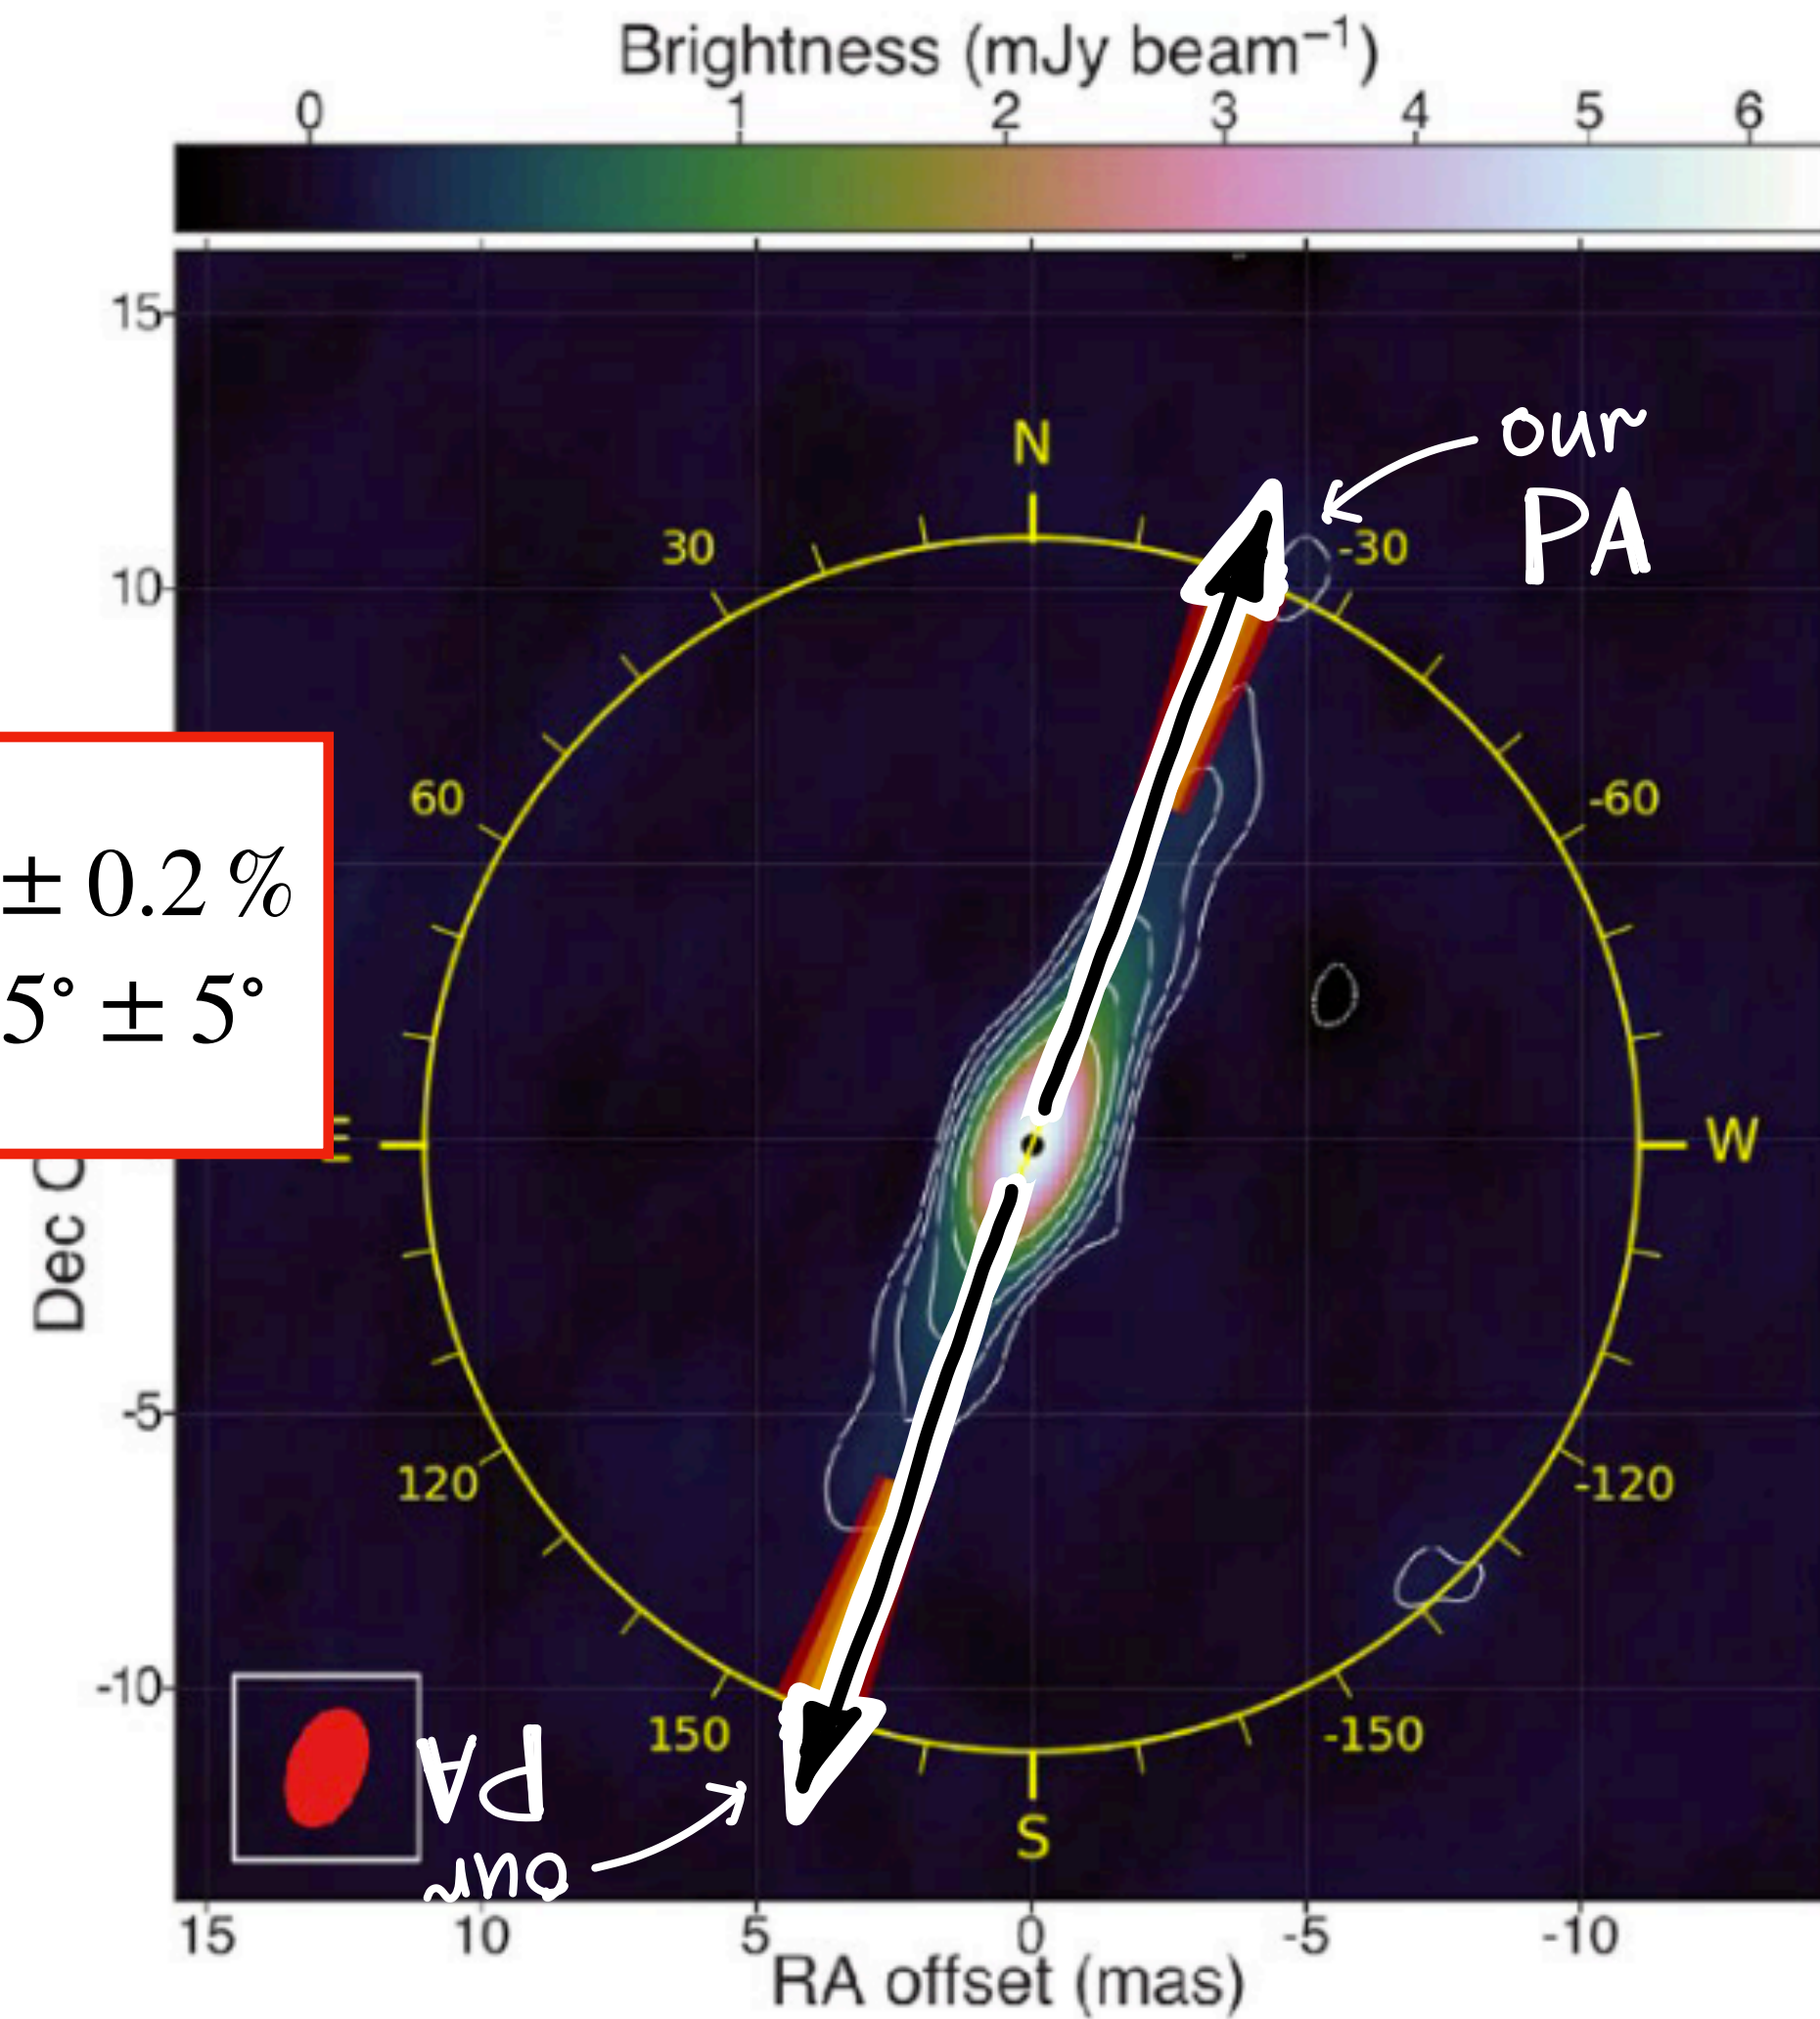 Brightness (mJy beam⁻¹)
0 1 2 3 4 5 6
15
10
-5
-10
N
our
PA
30
-30
60
-60
± 0.2 %
5° ± 5°
E
W
Dec O
120
-120
150
-150
PA
our
S
15 10 5 0 -5 -10
RA offset (mas)